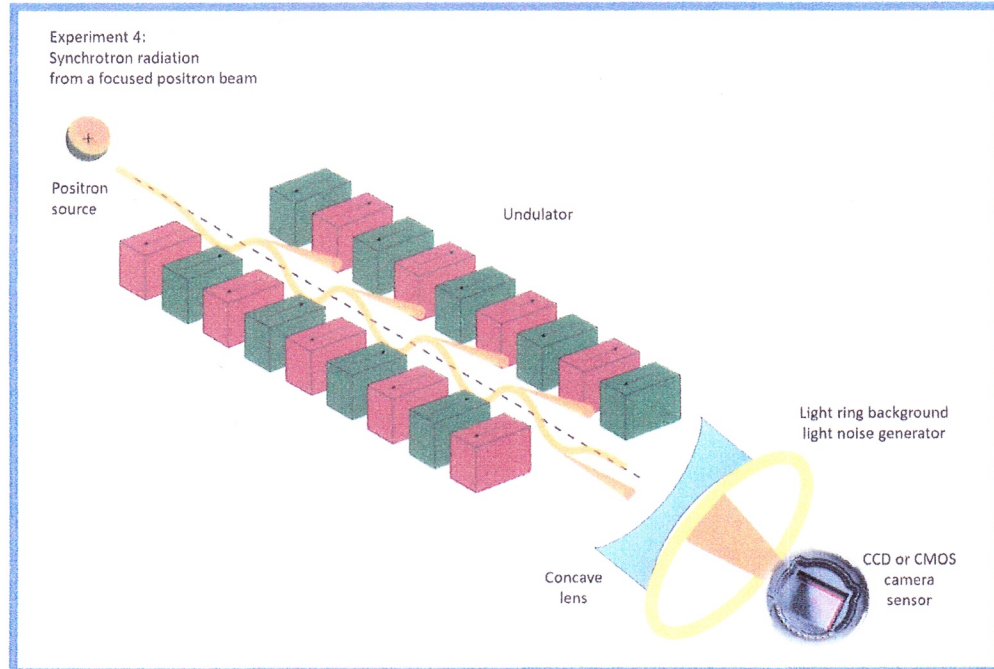 Experiment 4:
Synchrotron radiation
from a focused positron beam
+
Positron
source
Undulator
Light ring background
light noise generator
Concave
lens
CCD or CMOS
camera
sensor